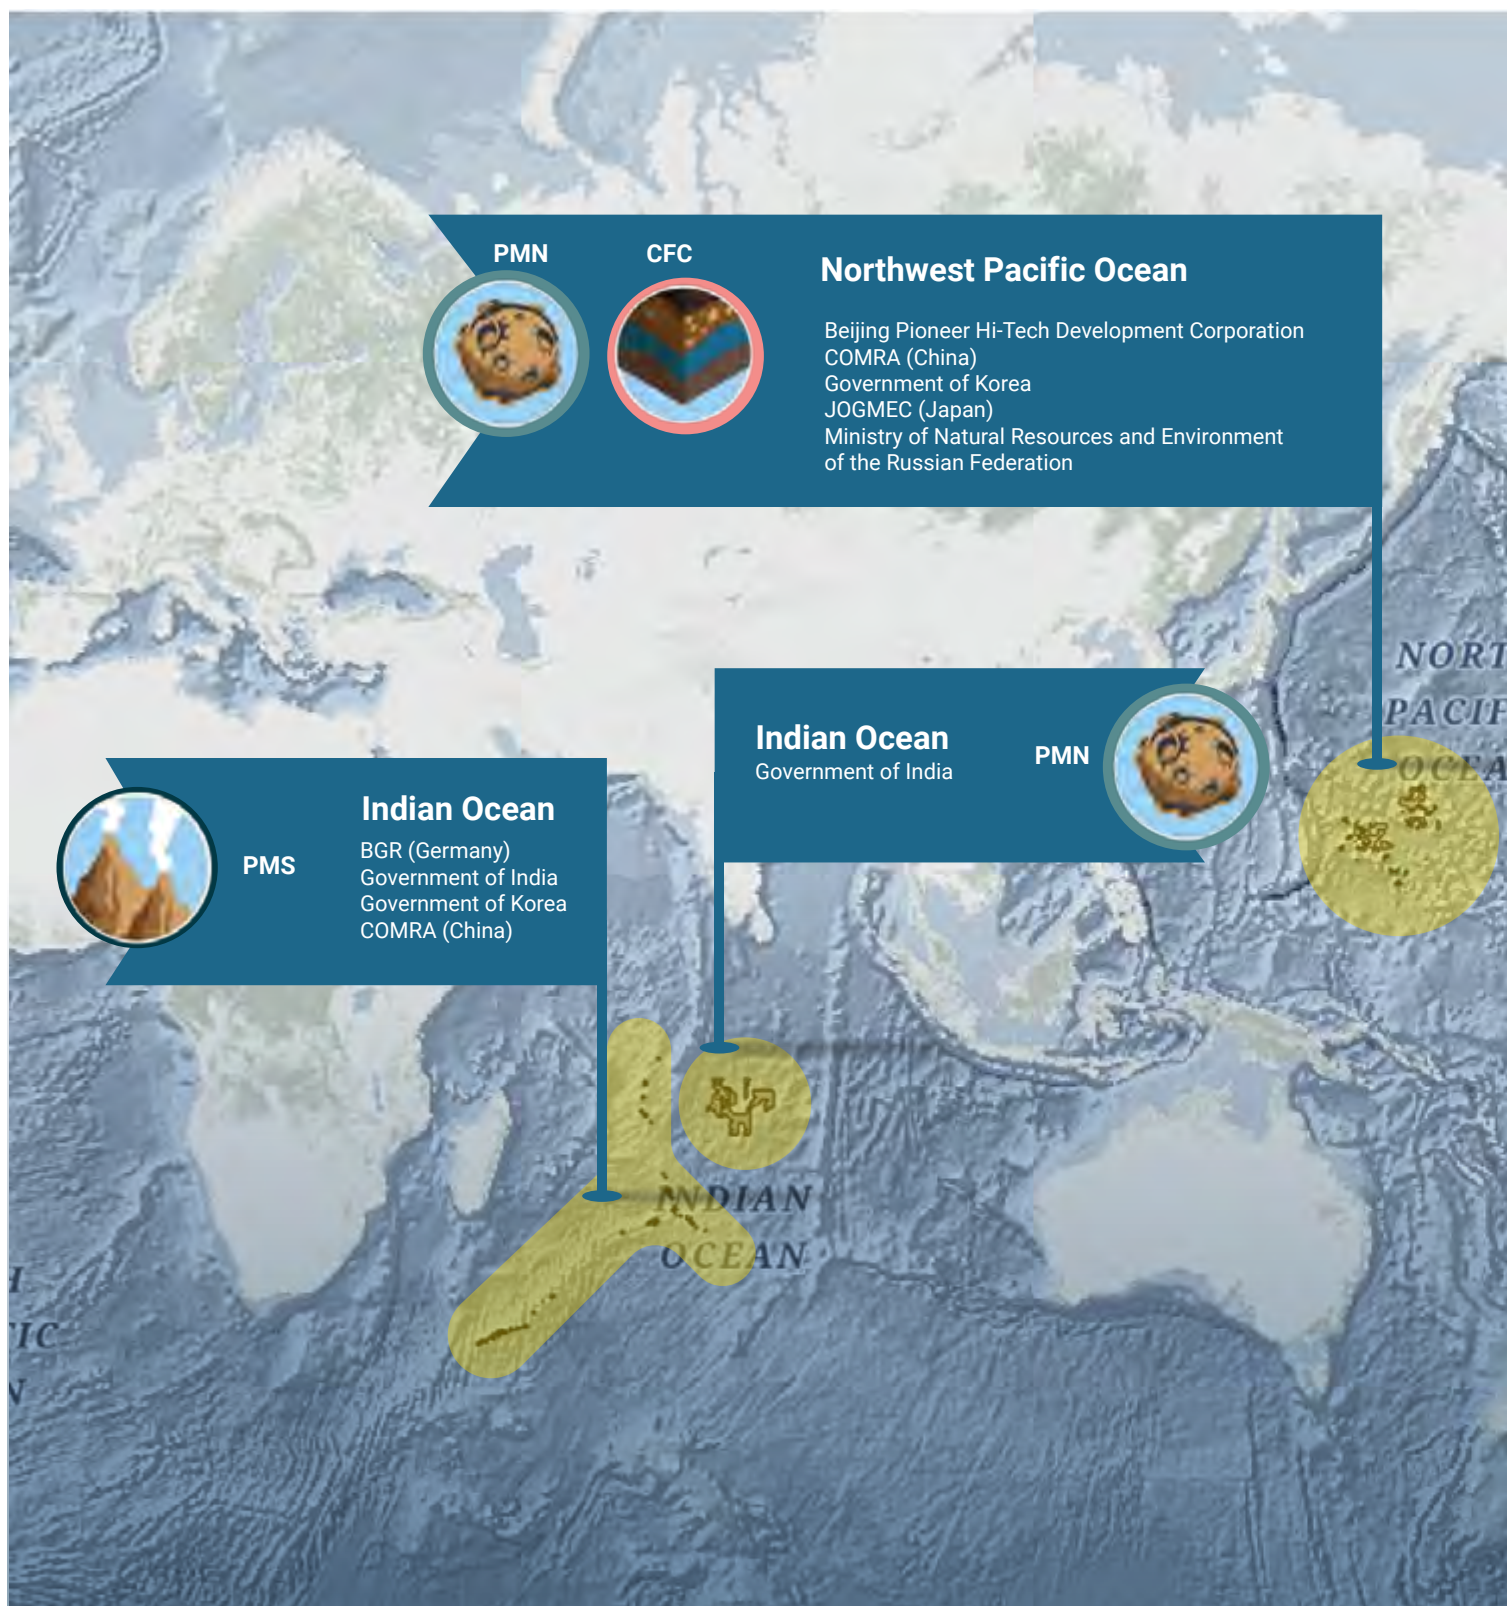 PMN
CFC
Northwest Pacific Ocean
Beijing Pioneer Hi-Tech Development Corporation
COMRA (China)
Government of Korea
JOGMEC (Japan)
Ministry of Natural Resources and Environment
of the Russian Federation
NORT
PACIF
OCEA
Indian Ocean
Government of India
PMN
PMS
Indian Ocean
BGR (Germany)
Government of India
Government of Korea
COMRA (China)
INDIAN
OCEAN
H
TIC
N